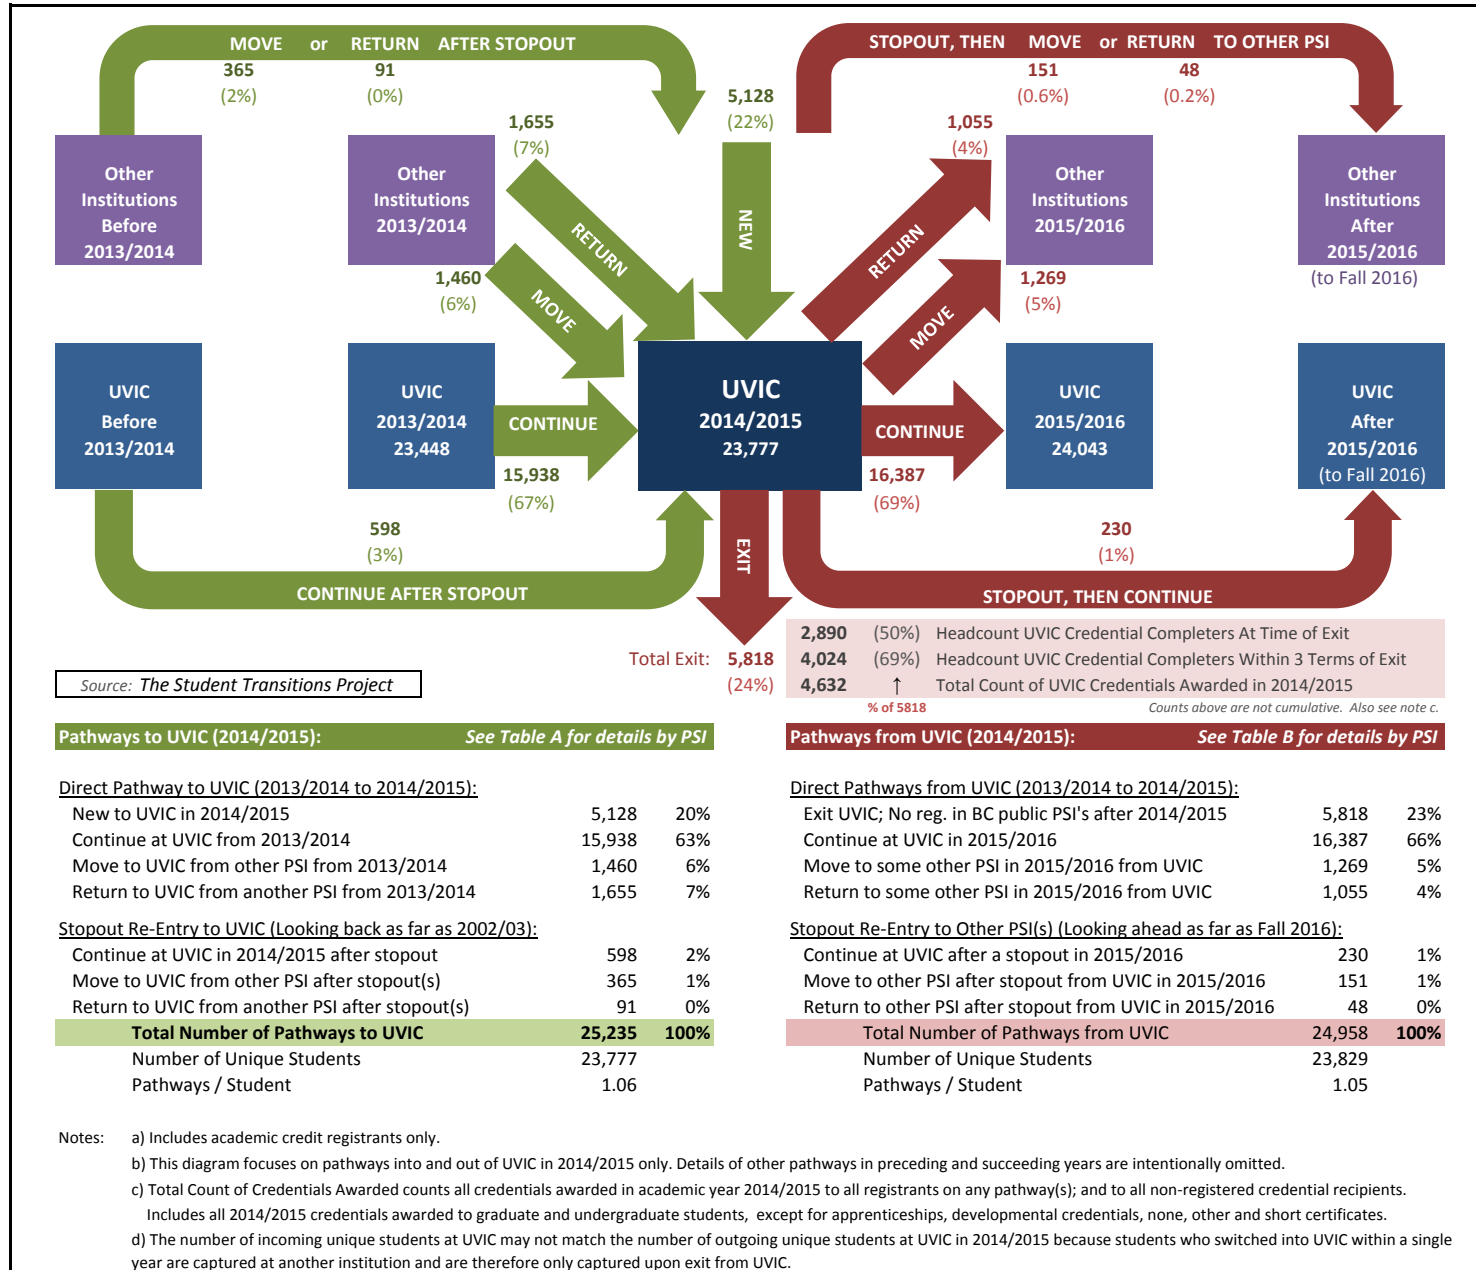 MOVE or RETURN AFTER STOPOUT
365 91
(2%) (0%)
STOPOUT, THEN MOVE or RETURN TO OTHER PSI
151 48
(0.6%) (0.2%)
5,128
(22%)
1,655
(7%)
1,055
(4%)
Other
Institutions
Before
2013/2014
Other
Institutions
2013/2014
Other
Institutions
2015/2016
Other
Institutions
After
2015/2016
(to Fall 2016)
NEW
RETURN
MOVE
RETURN
MOVE
1,460
(6%)
1,269
(5%)
UVIC
Before
2013/2014
UVIC
2013/2014
23,448
CONTINUE
15,938
(67%)
UVIC
2014/2015
23,777
CONTINUE
16,387
(69%)
UVIC
2015/2016
24,043
UVIC
After
2015/2016
(to Fall 2016)
598
(3%)
CONTINUE AFTER STOPOUT
EXIT
230
(1%)
STOPOUT, THEN CONTINUE
Total Exit: 5,818
(24%)
2,890 (50%) Headcount UVIC Credential Completers At Time of Exit
4,024 (69%) Headcount UVIC Credential Completers Within 3 Terms of Exit
4,632 ↑ Total Count of UVIC Credentials Awarded in 2014/2015
% of 5818 Counts above are not cumulative. Also see note c.
Source: The Student Transitions Project
Pathways to UVIC (2014/2015): See Table A for details by PSI
Direct Pathway to UVIC (2013/2014 to 2014/2015):
New to UVIC in 2014/2015 5,128 20%
Continue at UVIC from 2013/2014 15,938 63%
Move to UVIC from other PSI from 2013/2014 1,460 6%
Return to UVIC from another PSI from 2013/2014 1,655 7%
Stopout Re-Entry to UVIC (Looking back as far as 2002/03):
Continue at UVIC in 2014/2015 after stopout 598 2%
Move to UVIC from other PSI after stopout(s) 365 1%
Return to UVIC from another PSI after stopout(s) 91 0%
Total Number of Pathways to UVIC 25,235 100%
Number of Unique Students 23,777
Pathways / Student 1.06
Pathways from UVIC (2014/2015): See Table B for details by PSI
Direct Pathways from UVIC (2013/2014 to 2014/2015):
Exit UVIC; No reg. in BC public PSI's after 2014/2015 5,818 23%
Continue at UVIC in 2015/2016 16,387 66%
Move to some other PSI in 2015/2016 from UVIC 1,269 5%
Return to some other PSI in 2015/2016 from UVIC 1,055 4%
Stopout Re-Entry to Other PSI(s) (Looking ahead as far as Fall 2016):
Continue at UVIC after a stopout in 2015/2016 230 1%
Move to other PSI after stopout from UVIC in 2015/2016 151 1%
Return to other PSI after stopout from UVIC in 2015/2016 48 0%
Total Number of Pathways from UVIC 24,958 100%
Number of Unique Students 23,829
Pathways / Student 1.05
Notes: a) Includes academic credit registrants only.
b) This diagram focuses on pathways into and out of UVIC in 2014/2015 only. Details of other pathways in preceding and succeeding years are intentionally omitted.
c) Total Count of Credentials Awarded counts all credentials awarded in academic year 2014/2015 to all registrants on any pathway(s); and to all non-registered credential recipients.
Includes all 2014/2015 credentials awarded to graduate and undergraduate students, except for apprenticeships, developmental credentials, none, other and short certificates.
d) The number of incoming unique students at UVIC may not match the number of outgoing unique students at UVIC in 2014/2015 because students who switched into UVIC within a single
year are captured at another institution and are therefore only captured upon exit from UVIC.